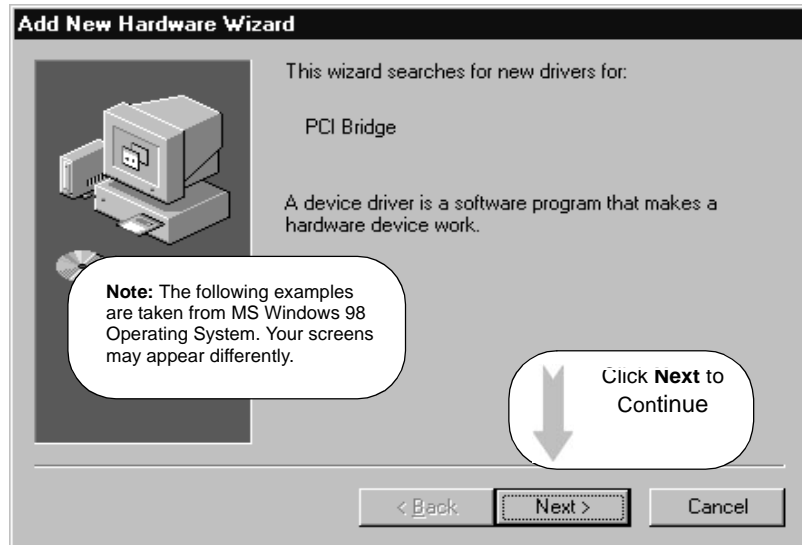 Add New Hardware Wizard
This wizard searches for new drivers for:
PCI Bridge
A device driver is a software program that makes a
hardware device work.
Note: The following examples
are taken from MS Windows 98
Operating System. Your screens
may appear differently.
Click Next to
Continue
< Back
Next >
Cancel